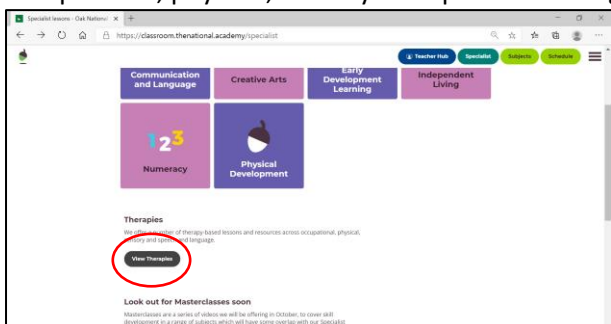 Specialist lessons - Oak National
https://classroom.thenational.academy/specialist
Teacher Hub
Specialist
Subjects
Schedule
Communication
and Language
Creative Arts
Early
Development
Learning
Independent
Living
123
Numeracy
Physical
Development
Therapies
We offer a number of therapy-based lessons and resources across occupational, physical,
sensory and speech and language.
View Therapies
Look out for Masterclasses soon
Masterclasses are a series of videos we will be offering in October, to cover skill
development in a range of subjects which will have some overlap with our Specialist